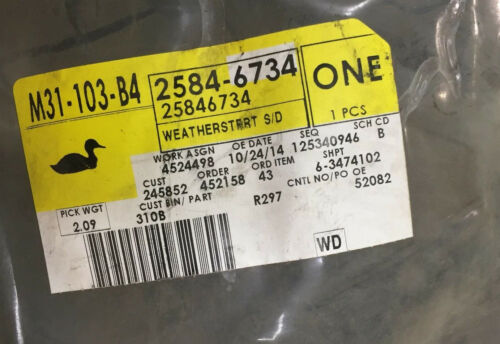 M31-103-B4
2584-6734
25846734
WEATHERSTRT S/D
ONE
1 PCS
WORK ASGN OE DATE SEQ SCH CD
4524498 10/24/14 125340946 B
CUST ORDER ORD ITEM SHPT
245852 452158 43 6-3474102
CUST BIN/ PART CNTL NO/PO OE
310B R297 52082
PICK WGT
2.09
WD